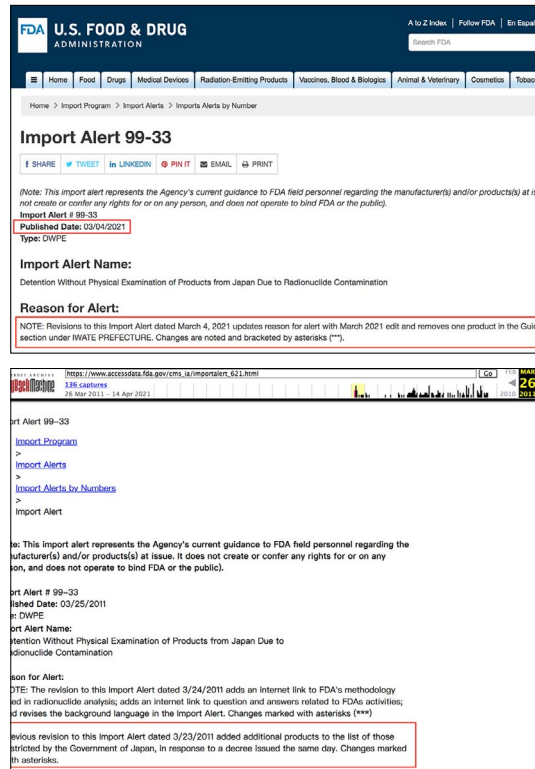 FDA U.S. FOOD & DRUG
ADMINISTRATION
A to Z Index | Follow FDA | En Españ
Search FDA
Home Food Drugs Medical Devices Radiation-Emitting Products Vaccines, Blood & Biologics Animal & Veterinary Cosmetics Tobac
Home > Import Program > Import Alerts > Imports Alerts by Number
Import Alert 99-33
f SHARE TWEET in LINKEDIN PIN IT EMAIL PRINT
(Note: This import alert represents the Agency's current guidance to FDA field personnel regarding the manufacturer(s) and/or products(s) at is
not create or confer any rights for or on any person, and does not operate to bind FDA or the public).
Import Alert # 99-33
Published Date: 03/04/2021
Type: DWPE
Import Alert Name:
Detention Without Physical Examination of Products from Japan Due to Radionuclide Contamination
Reason for Alert:
NOTE: Revisions to this Import Alert dated March 4, 2021 updates reason for alert with March 2021 edit and removes one product in the Guid
section under IWATE PREFECTURE. Changes are noted and bracketed by asterisks (***).
https://www.accessdata.fda.gov/cms_ia/importalert_621.html Go FEB MAR
136 captures 26
26 Mar 2011 – 14 Apr 2021 2010 2011
ort Alert 99–33
Import Program
>
Import Alerts
>
Import Alerts by Numbers
>
Import Alert
te: This import alert represents the Agency's current guidance to FDA field personnel regarding the
nufacturer(s) and/or products(s) at issue. It does not create or confer any rights for or on any
son, and does not operate to bind FDA or the public).
ort Alert # 99–33
lished Date: 03/25/2011
e: DWPE
ort Alert Name:
etention Without Physical Examination of Products from Japan Due to
adionuclide Contamination
son for Alert:
OTE: The revision to this Import Alert dated 3/24/2011 adds an internet link to FDA's methodology
ed in radionuclide analysis; adds an internet link to question and answers related to FDAs activities;
d revises the background language in the Import Alert. Changes marked with asterisks (***)
evious revision to this Import Alert dated 3/23/2011 added additional products to the list of those
stricted by the Government of Japan, in response to a decree issued the same day. Changes marked
th asterisks.